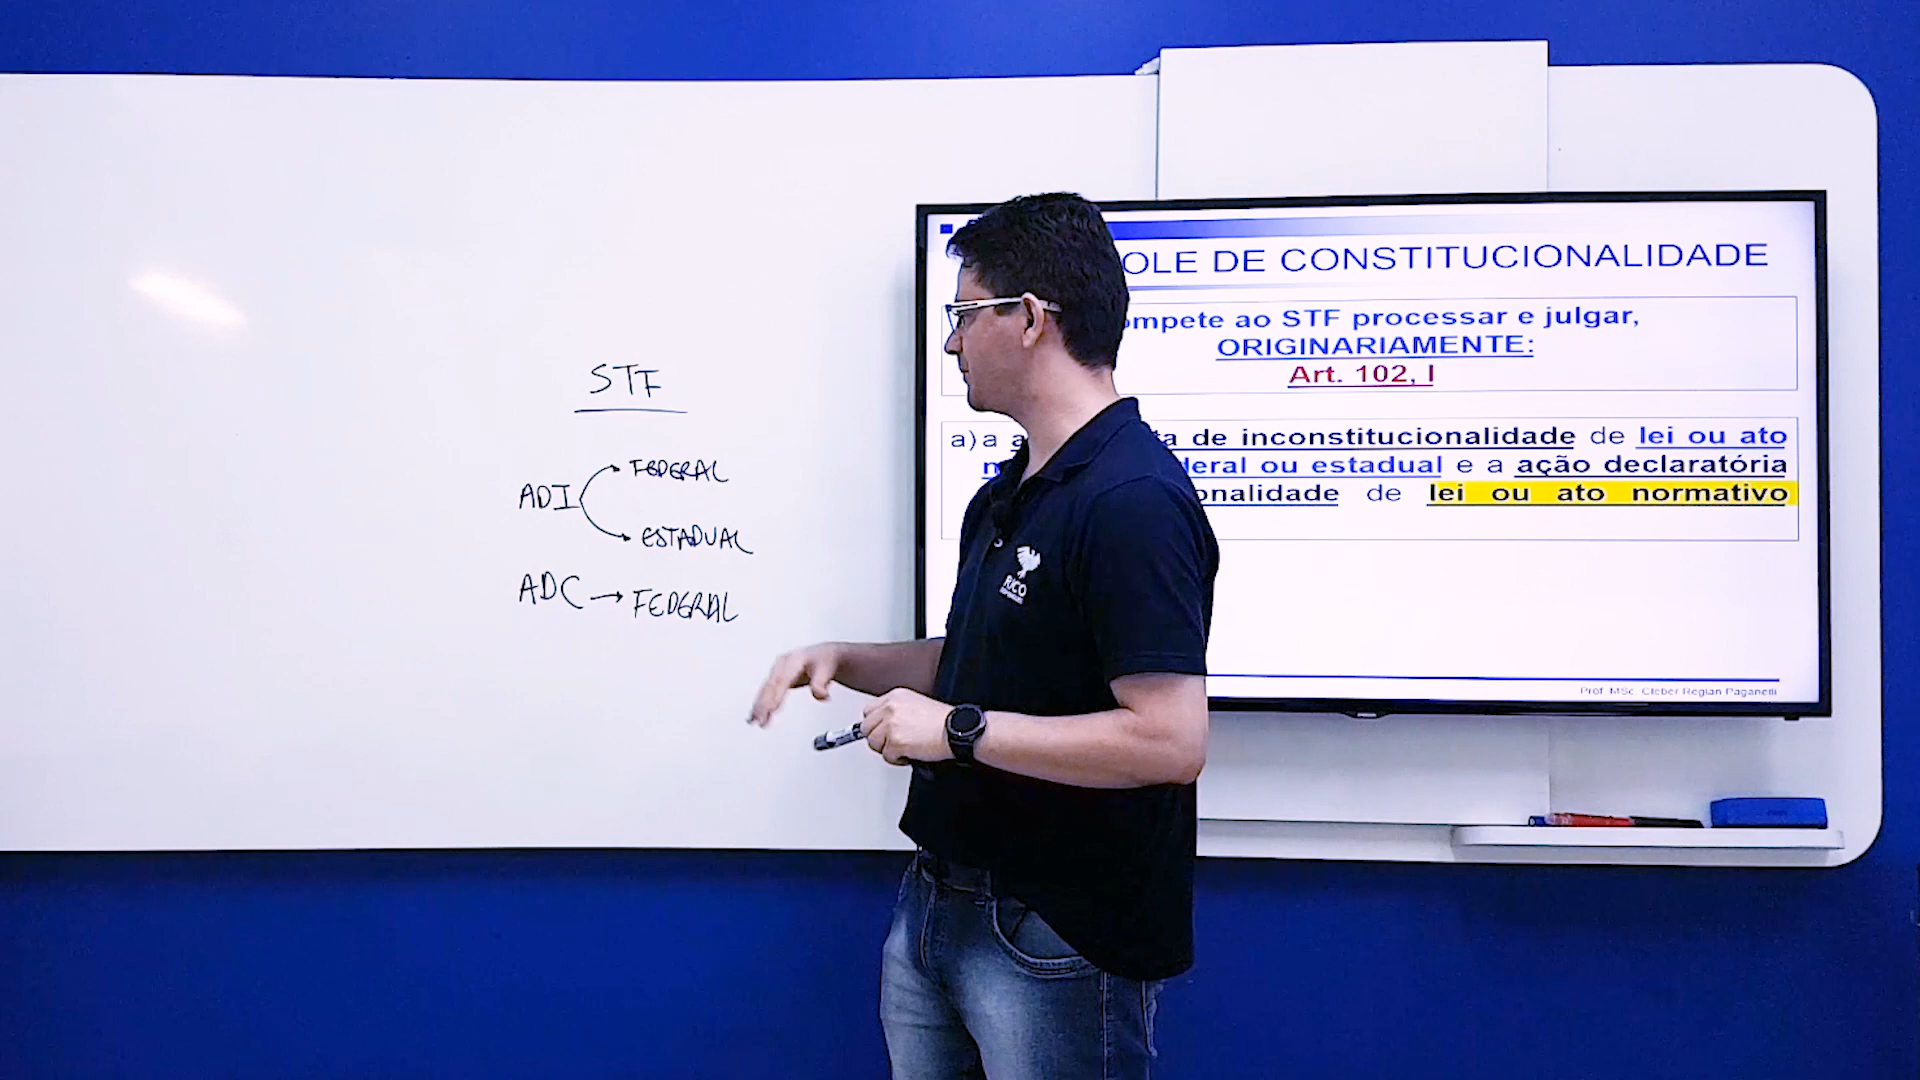 STF
ADI
FEDERAL
ESTADUAL
ADC → FEDERAL
OLE DE CONSTITUCIONALIDADE
ompete ao STF processar e julgar,
ORIGINARIAMENTE:
Art. 102, I
a) a a ta de inconstitucionalidade de lei ou ato
n deral ou estadual e a ação declaratória
onalidade de lei ou ato normativo
Prof. MSc. Cleber Regian Paganelli
RICO